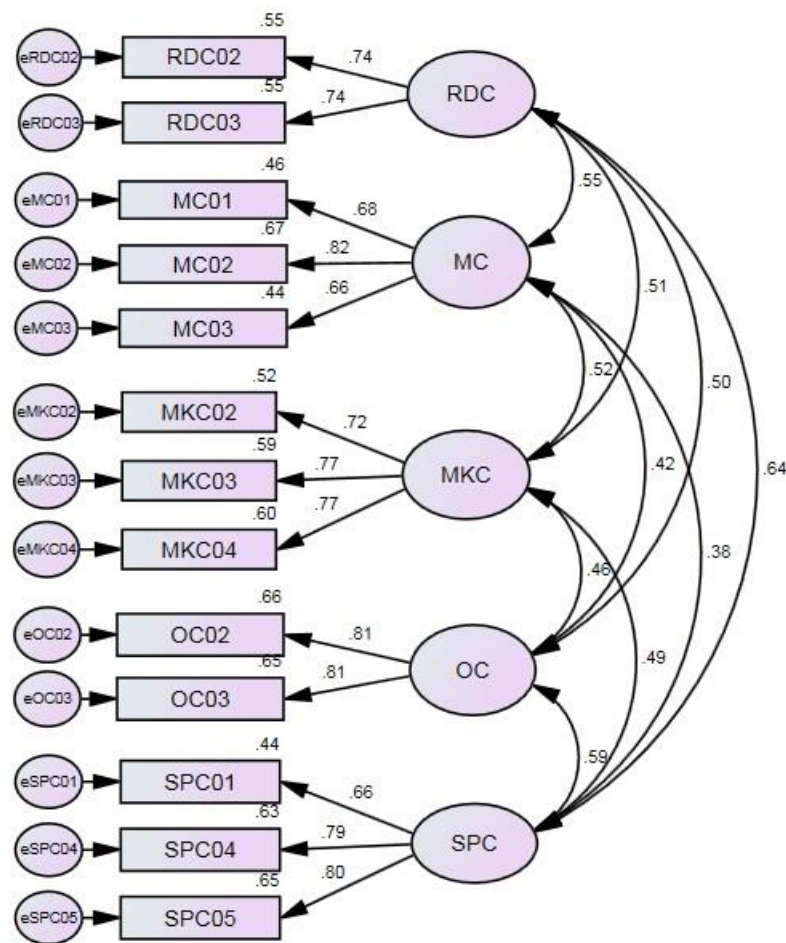 .55
eRDC02 RDC02 .74 RDC
.55
eRDC03 RDC03 .74
.55
.46
eMC01 MC01 .68
.67
eMC02 MC02 .82 MC
.44
eMC03 MC03 .66
.51
.52
.50
.52
eMKC02 MKC02 .72
.59
eMKC03 MKC03 .77 MKC
.42
.64
.60
eMKC04 MKC04 .77
.38
.46
.66
eOC02 OC02 .81
.65
eOC03 OC03 .81 OC
.49
.59
.44
eSPC01 SPC01 .66
.63
eSPC04 SPC04 .79 SPC
.65
eSPC05 SPC05 .80